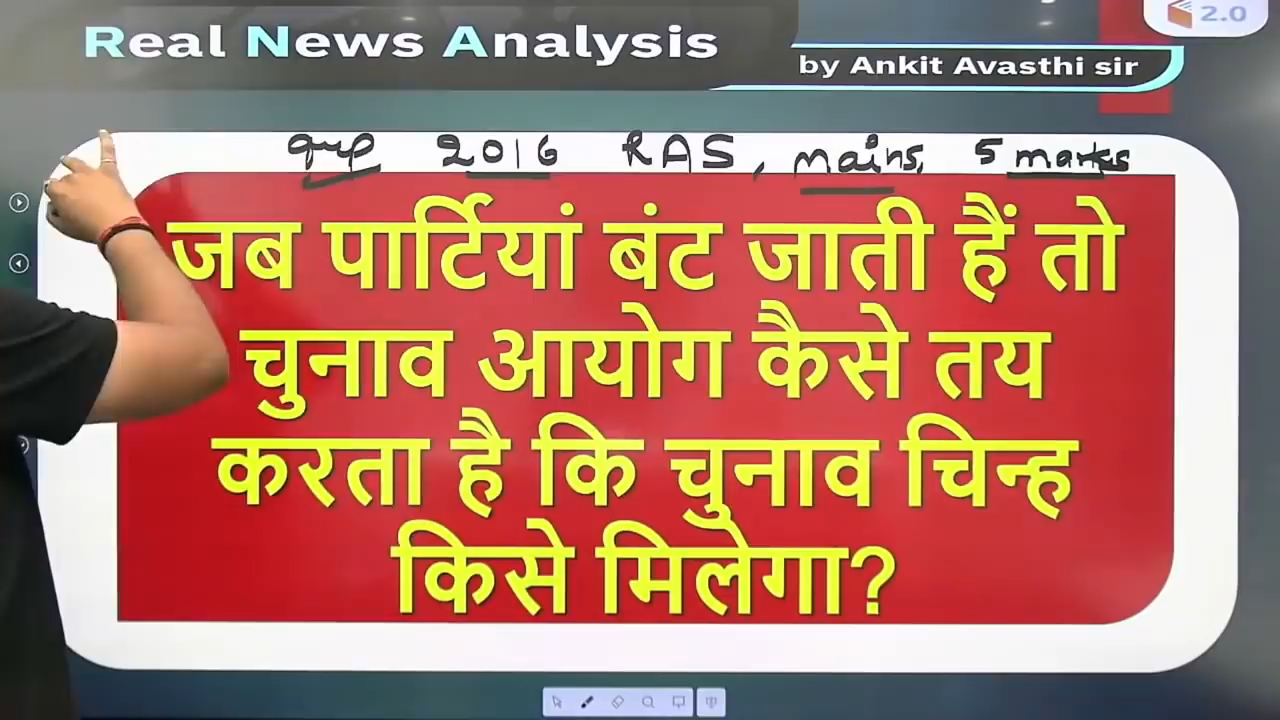 Real News Analysis
2.0
by Ankit Avasthi sir
2016 RAS, mains, 5 marks
जब पार्टियां बंट जाती हैं तो
चुनाव आयोग कैसे तय
करता है कि चुनाव चिन्ह
किसे मिलेगा?